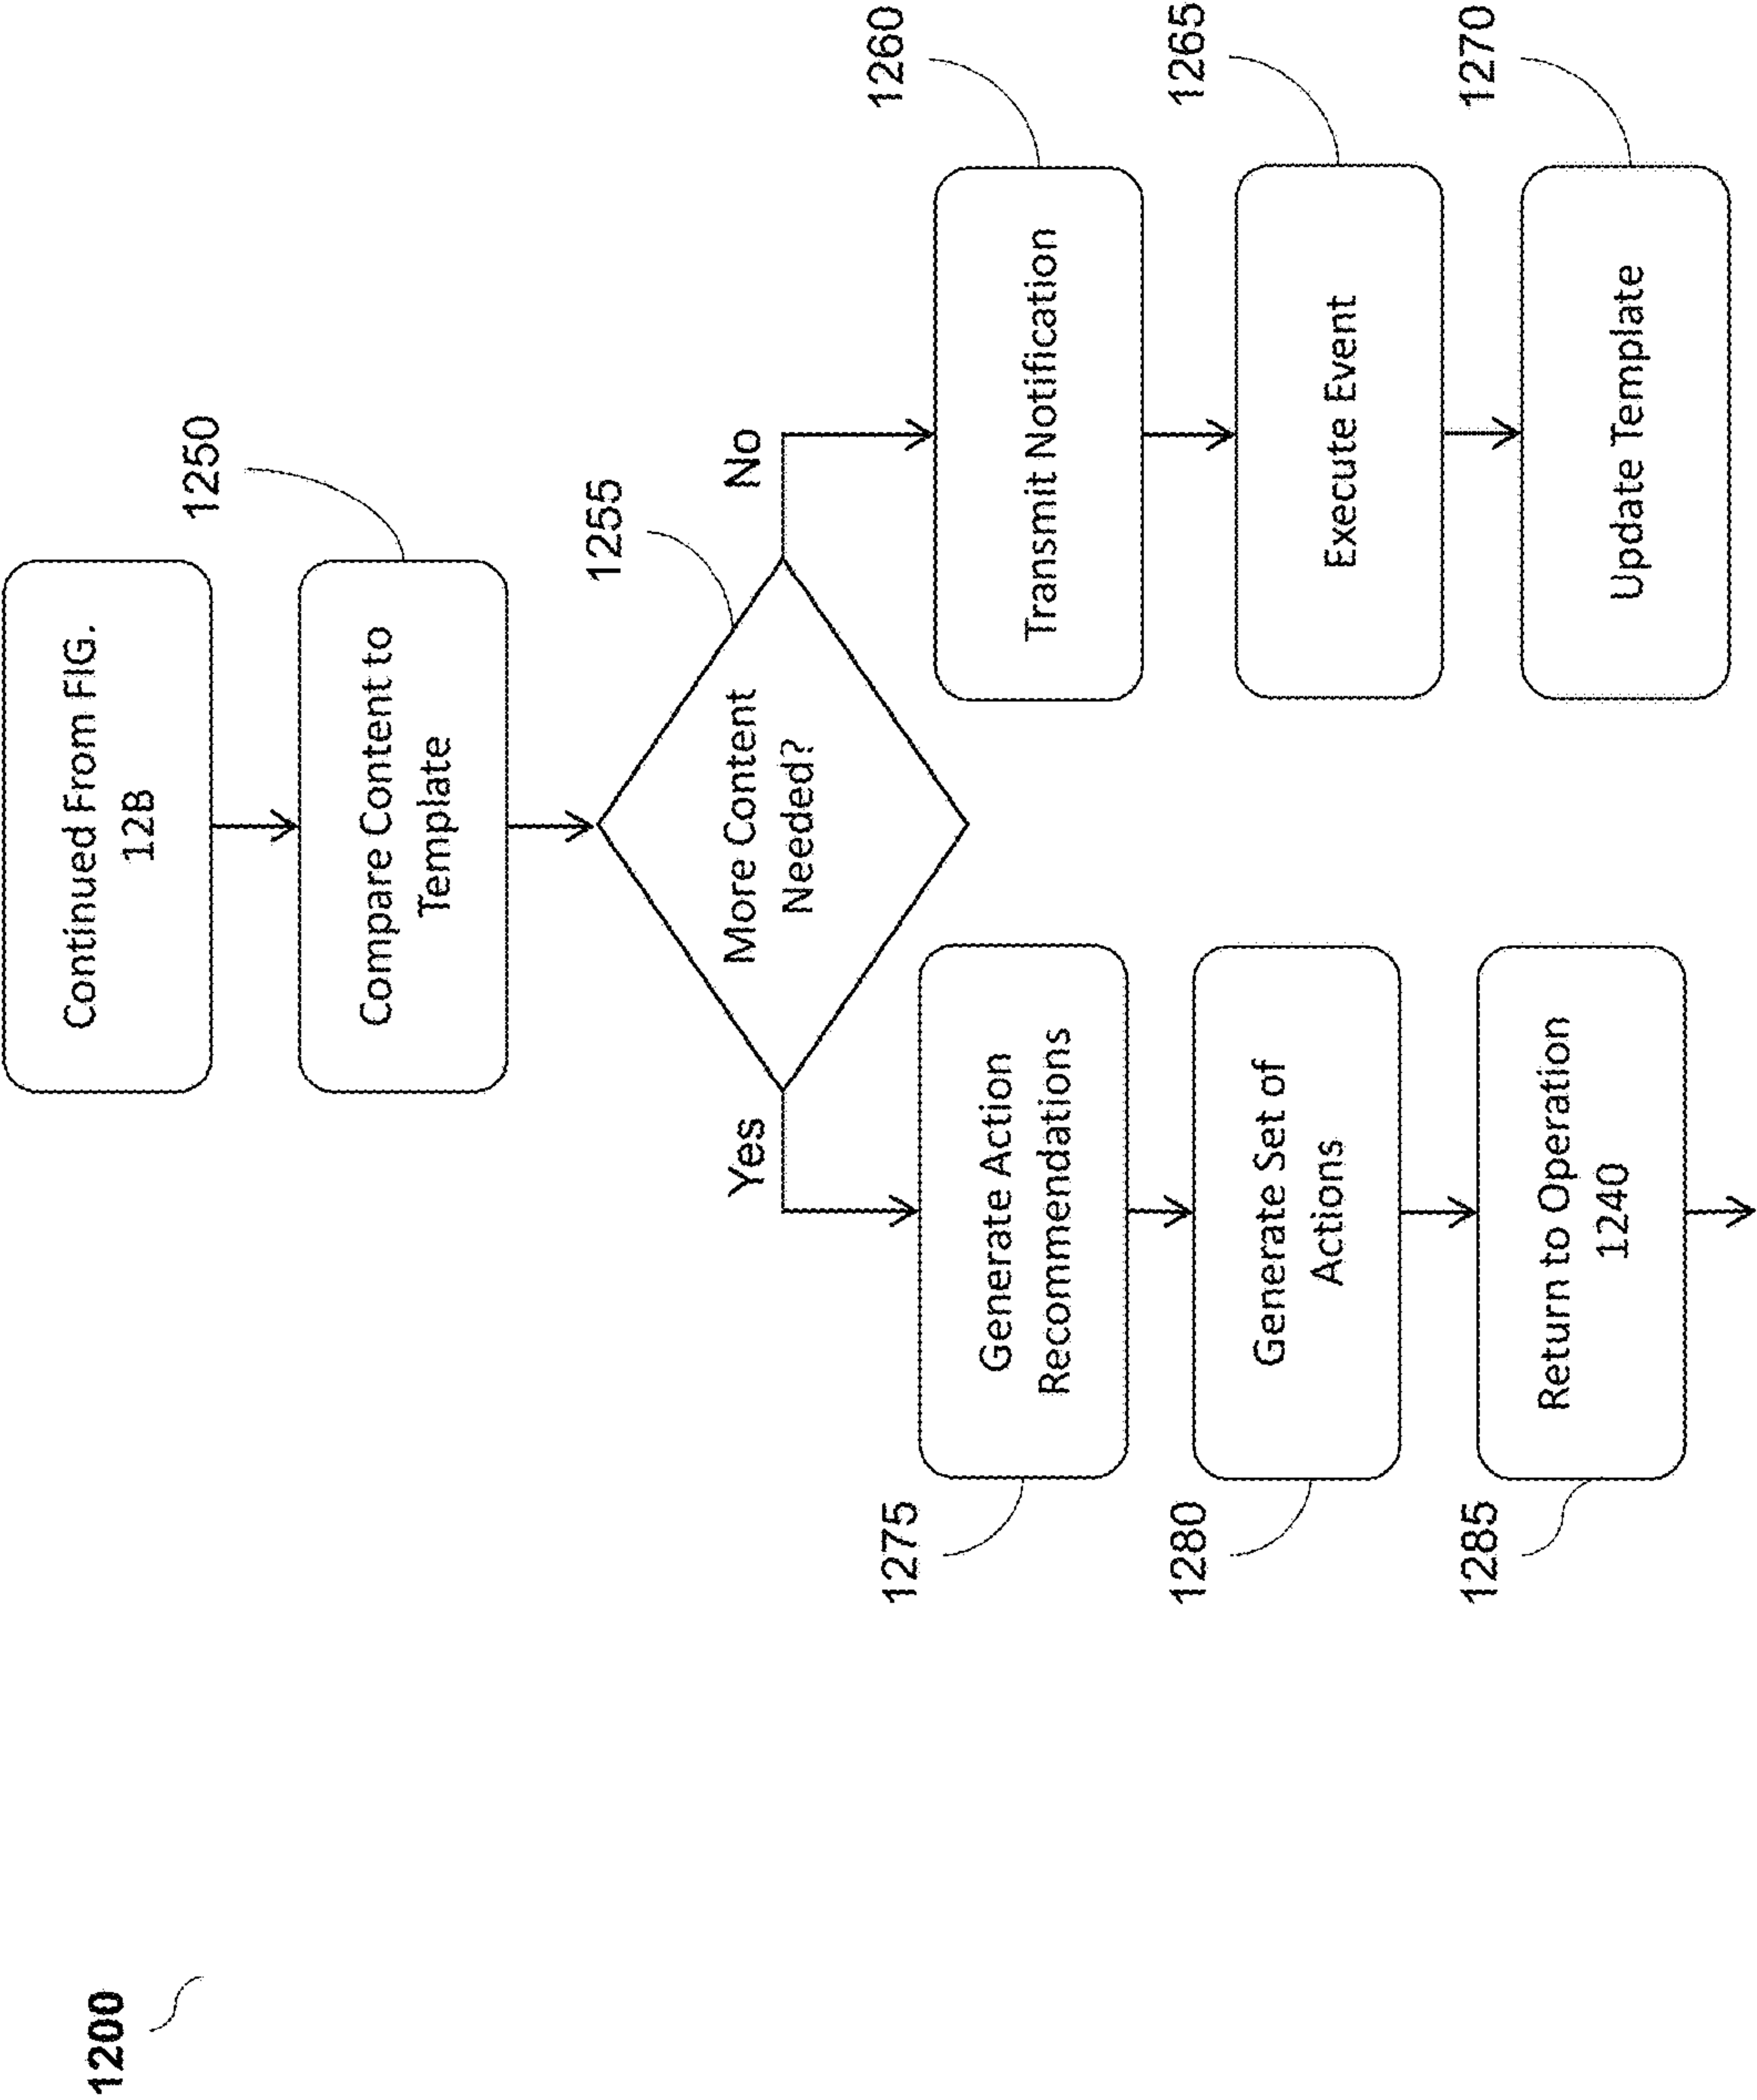 1200
Continued From FIG.
12B
1250
Compare Content to
Template
1255
More Content
Needed?
Yes
No
1275
Generate Action
Recommendations
1260
Transmit Notification
1280
Generate Set of
Actions
1265
Execute Event
1285
Return to Operation
1240
1270
Update Template